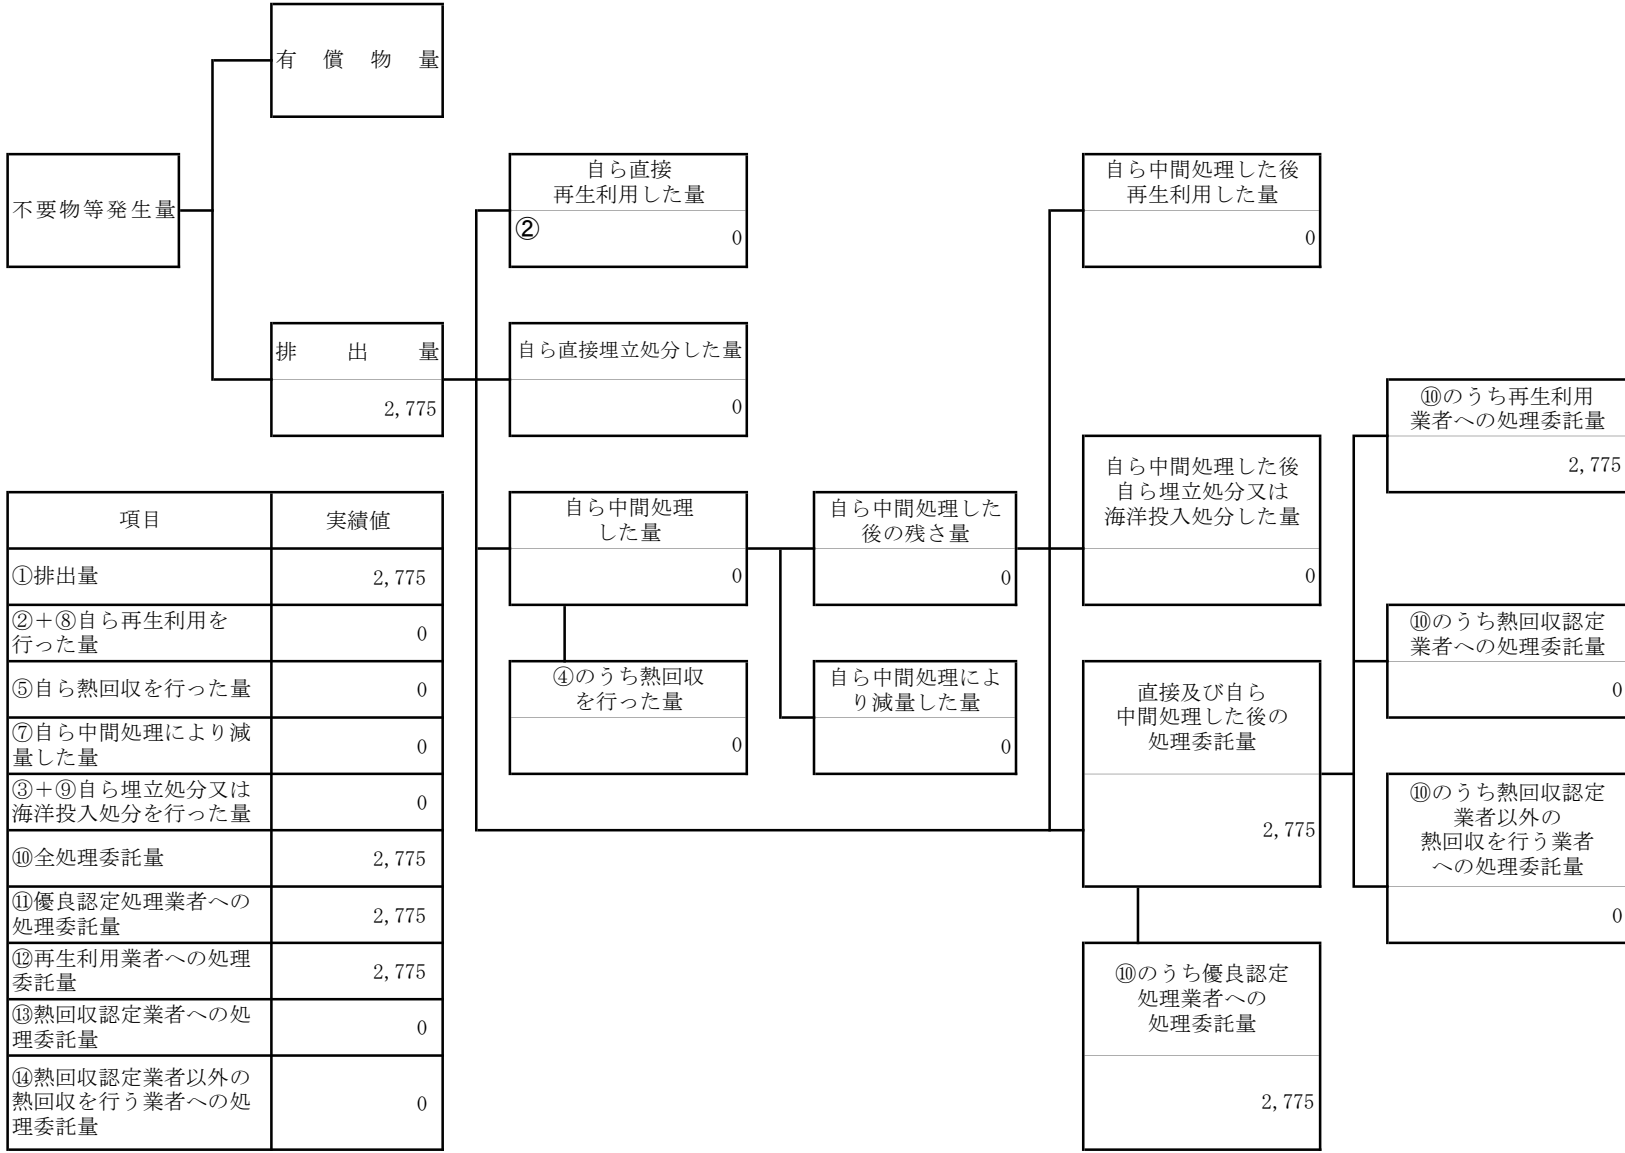 有償物量
不要物等発生量
排出量
2,775
自ら直接
再生利用した量
②
0
自ら直接埋立処分した量
0
自ら中間処理
した量
0
④のうち熱回収
を行った量
0
自ら中間処理した
後の残さ量
0
自ら中間処理によ
り減量した量
0
自ら中間処理した後
再生利用した量
0
自ら中間処理した後
自ら埋立処分又は
海洋投入処分した量
0
直接及び自ら
中間処理した後の
処理委託量
2,775
⑩のうち優良認定
処理業者への
処理委託量
2,775
⑩のうち再生利用
業者への処理委託量
2,775
⑩のうち熱回収認定
業者への処理委託量
0
⑩のうち熱回収認定
業者以外の
熱回収を行う業者
への処理委託量
0
項目 実績値
①排出量 2,775
②＋⑧自ら再生利用を
行った量 0
⑤自ら熱回収を行った量 0
⑦自ら中間処理により減
量した量 0
③＋⑨自ら埋立処分又は
海洋投入処分を行った量 0
⑩全処理委託量 2,775
⑪優良認定処理業者への
処理委託量 2,775
⑫再生利用業者への処理
委託量 2,775
⑬熱回収認定業者への処
理委託量 0
⑭熱回収認定業者以外の
熱回収を行う業者への処
理委託量 0